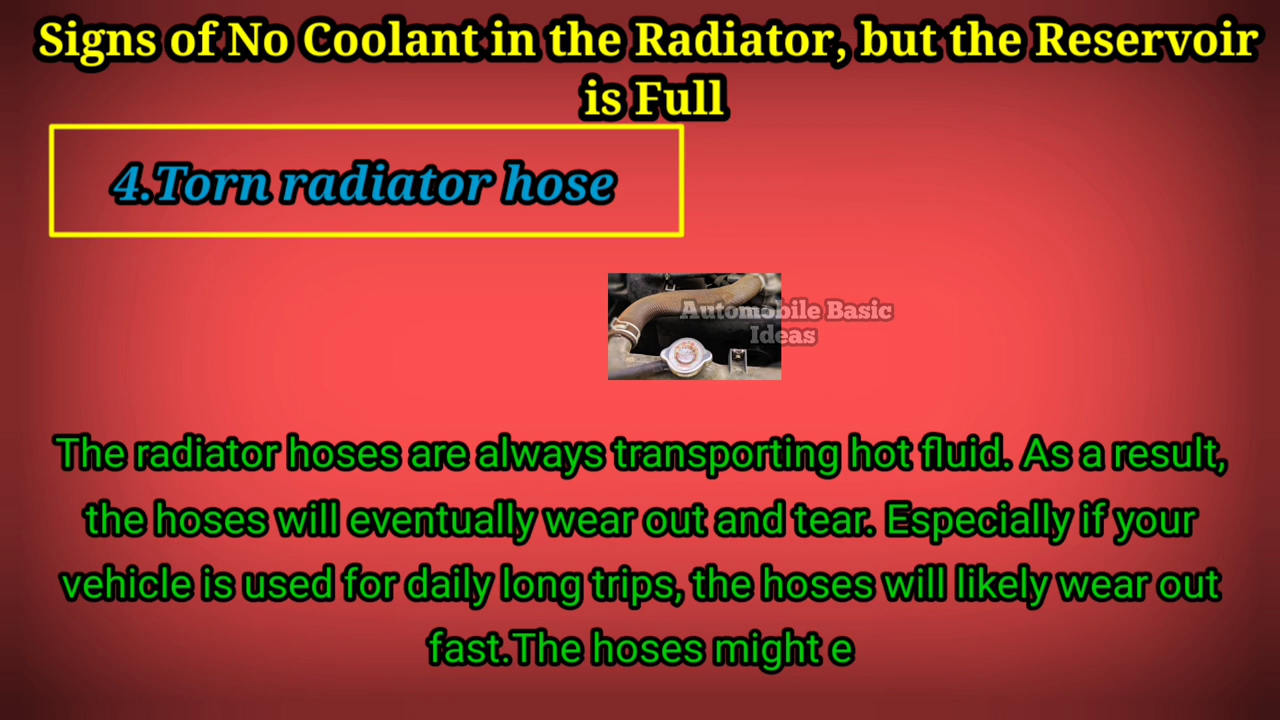 Signs of No Coolant in the Radiator, but the Reservoir
is Full
4.Torn radiator hose
Automobile Basic
Ideas
The radiator hoses are always transporting hot fluid. As a result,
the hoses will eventually wear out and tear. Especially if your
vehicle is used for daily long trips, the hoses will likely wear out
fast.The hoses might e